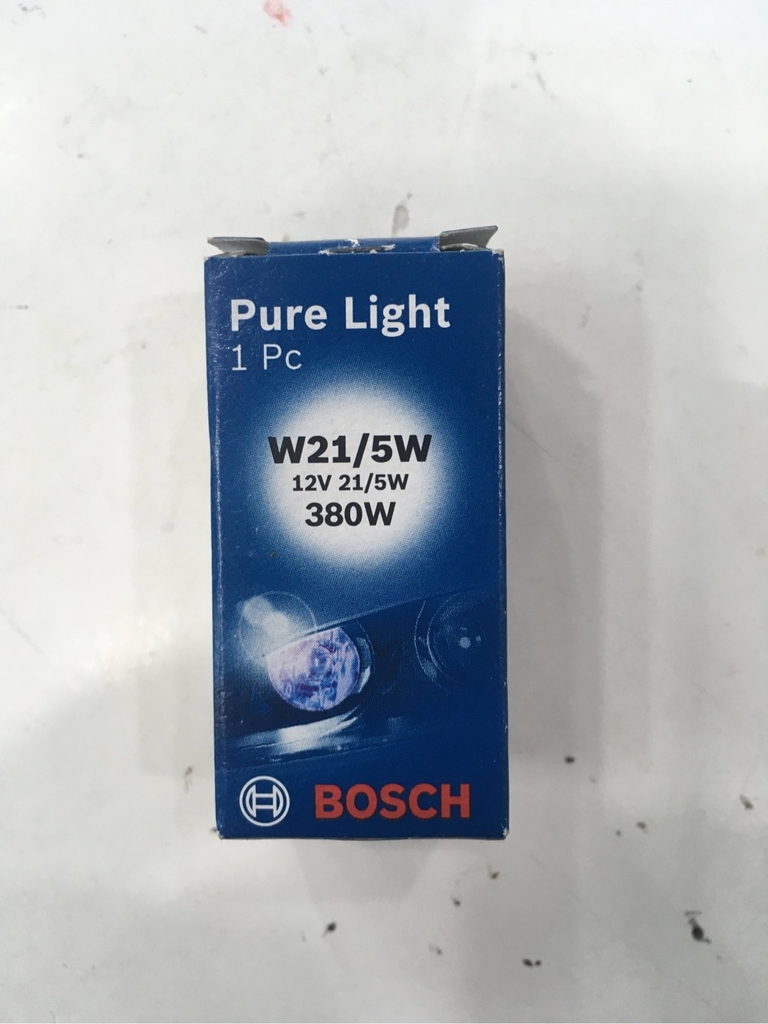 Pure Light
1 Pc
W21/5W
12V 21/5W
380W
BOSCH